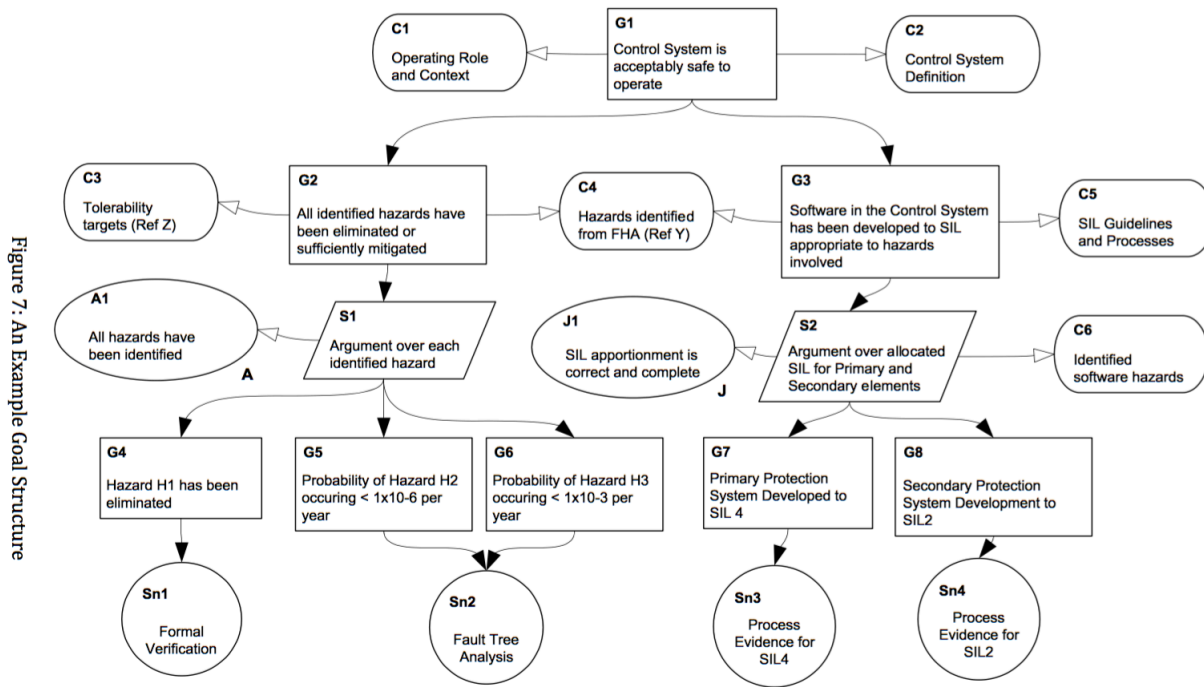 C1
Operating Role
and Context
G1
Control System is
acceptably safe to
operate
C2
Control System
Definition
C3
Tolerability
targets (Ref Z)
G2
All identified hazards have
been eliminated or
sufficiently mitigated
C4
Hazards identified
from FHA (Ref Y)
G3
Software in the Control System
has been developed to SIL
appropriate to hazards
involved
C5
SIL Guidelines
and Processes
A1
All hazards have
been identified
A
S1
Argument over each
identified hazard
J1
SIL apportionment is
correct and complete
J
S2
Argument over allocated
SIL for Primary and
Secondary elements
C6
Identified
software hazards
G4
Hazard H1 has been
eliminated
G5
Probability of Hazard H2
occuring < 1x10-6 per
year
G6
Probability of Hazard H3
occuring < 1x10-3 per
year
G7
Primary Protection
System Developed to
SIL 4
G8
Secondary Protection
System Development to
SIL2
Sn1
Formal
Verification
Sn2
Fault Tree
Analysis
Sn3
Process
Evidence for
SIL4
Sn4
Process
Evidence for
SIL2
Figure 7: An Example Goal Structure